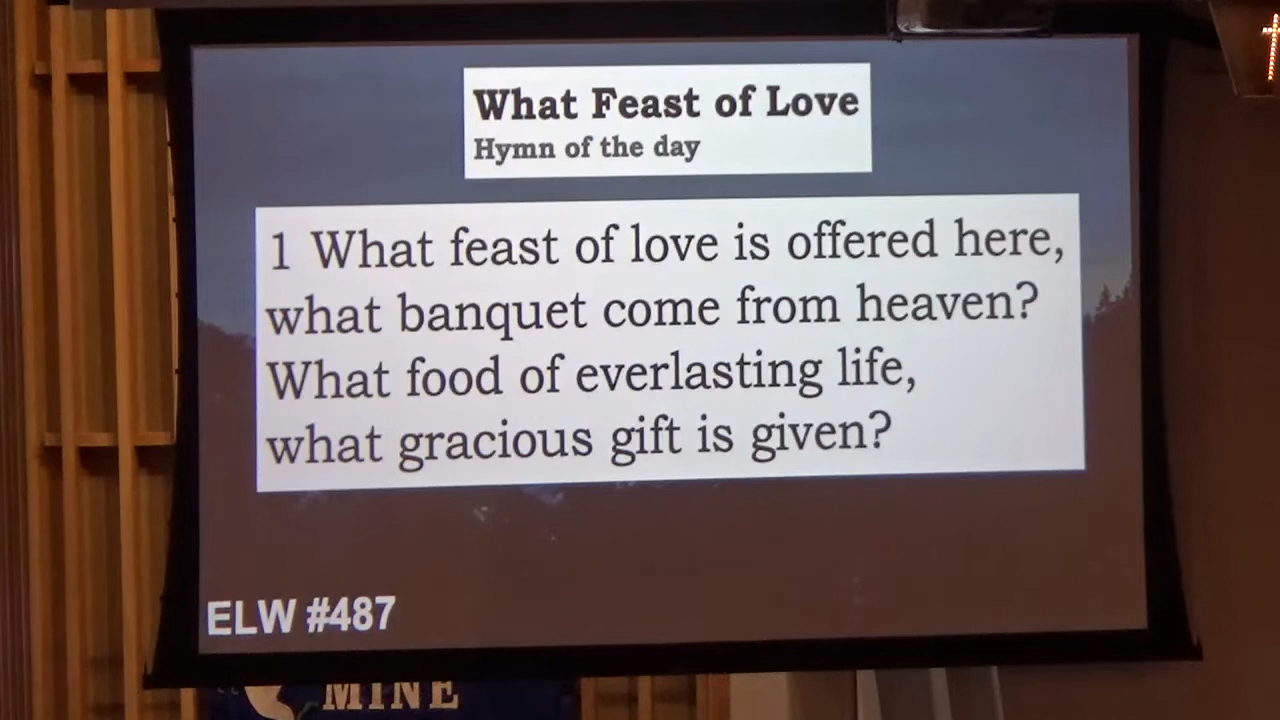 What Feast of Love
Hymn of the day
1 What feast of love is offered here,
what banquet come from heaven?
What food of everlasting life,
what gracious gift is given?
ELW #487
MINE